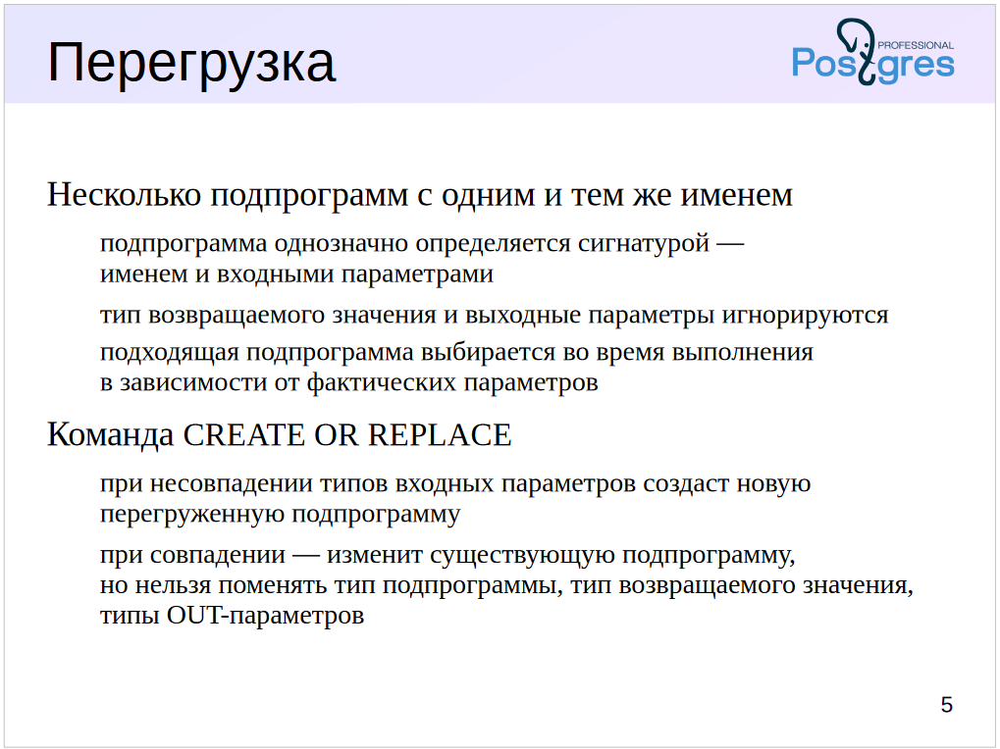 Перегрузка
PROFESSIONAL
Postgres
Несколько подпрограмм с одним и тем же именем
подпрограмма однозначно определяется сигнатурой —
именем и входными параметрами
тип возвращаемого значения и выходные параметры игнорируются
подходящая подпрограмма выбирается во время выполнения
в зависимости от фактических параметров
Команда CREATE OR REPLACE
при несовпадении типов входных параметров создаст новую
перегруженную подпрограмму
при совпадении — изменит существующую подпрограмму,
но нельзя поменять тип подпрограммы, тип возвращаемого значения,
типы OUT-параметров
5